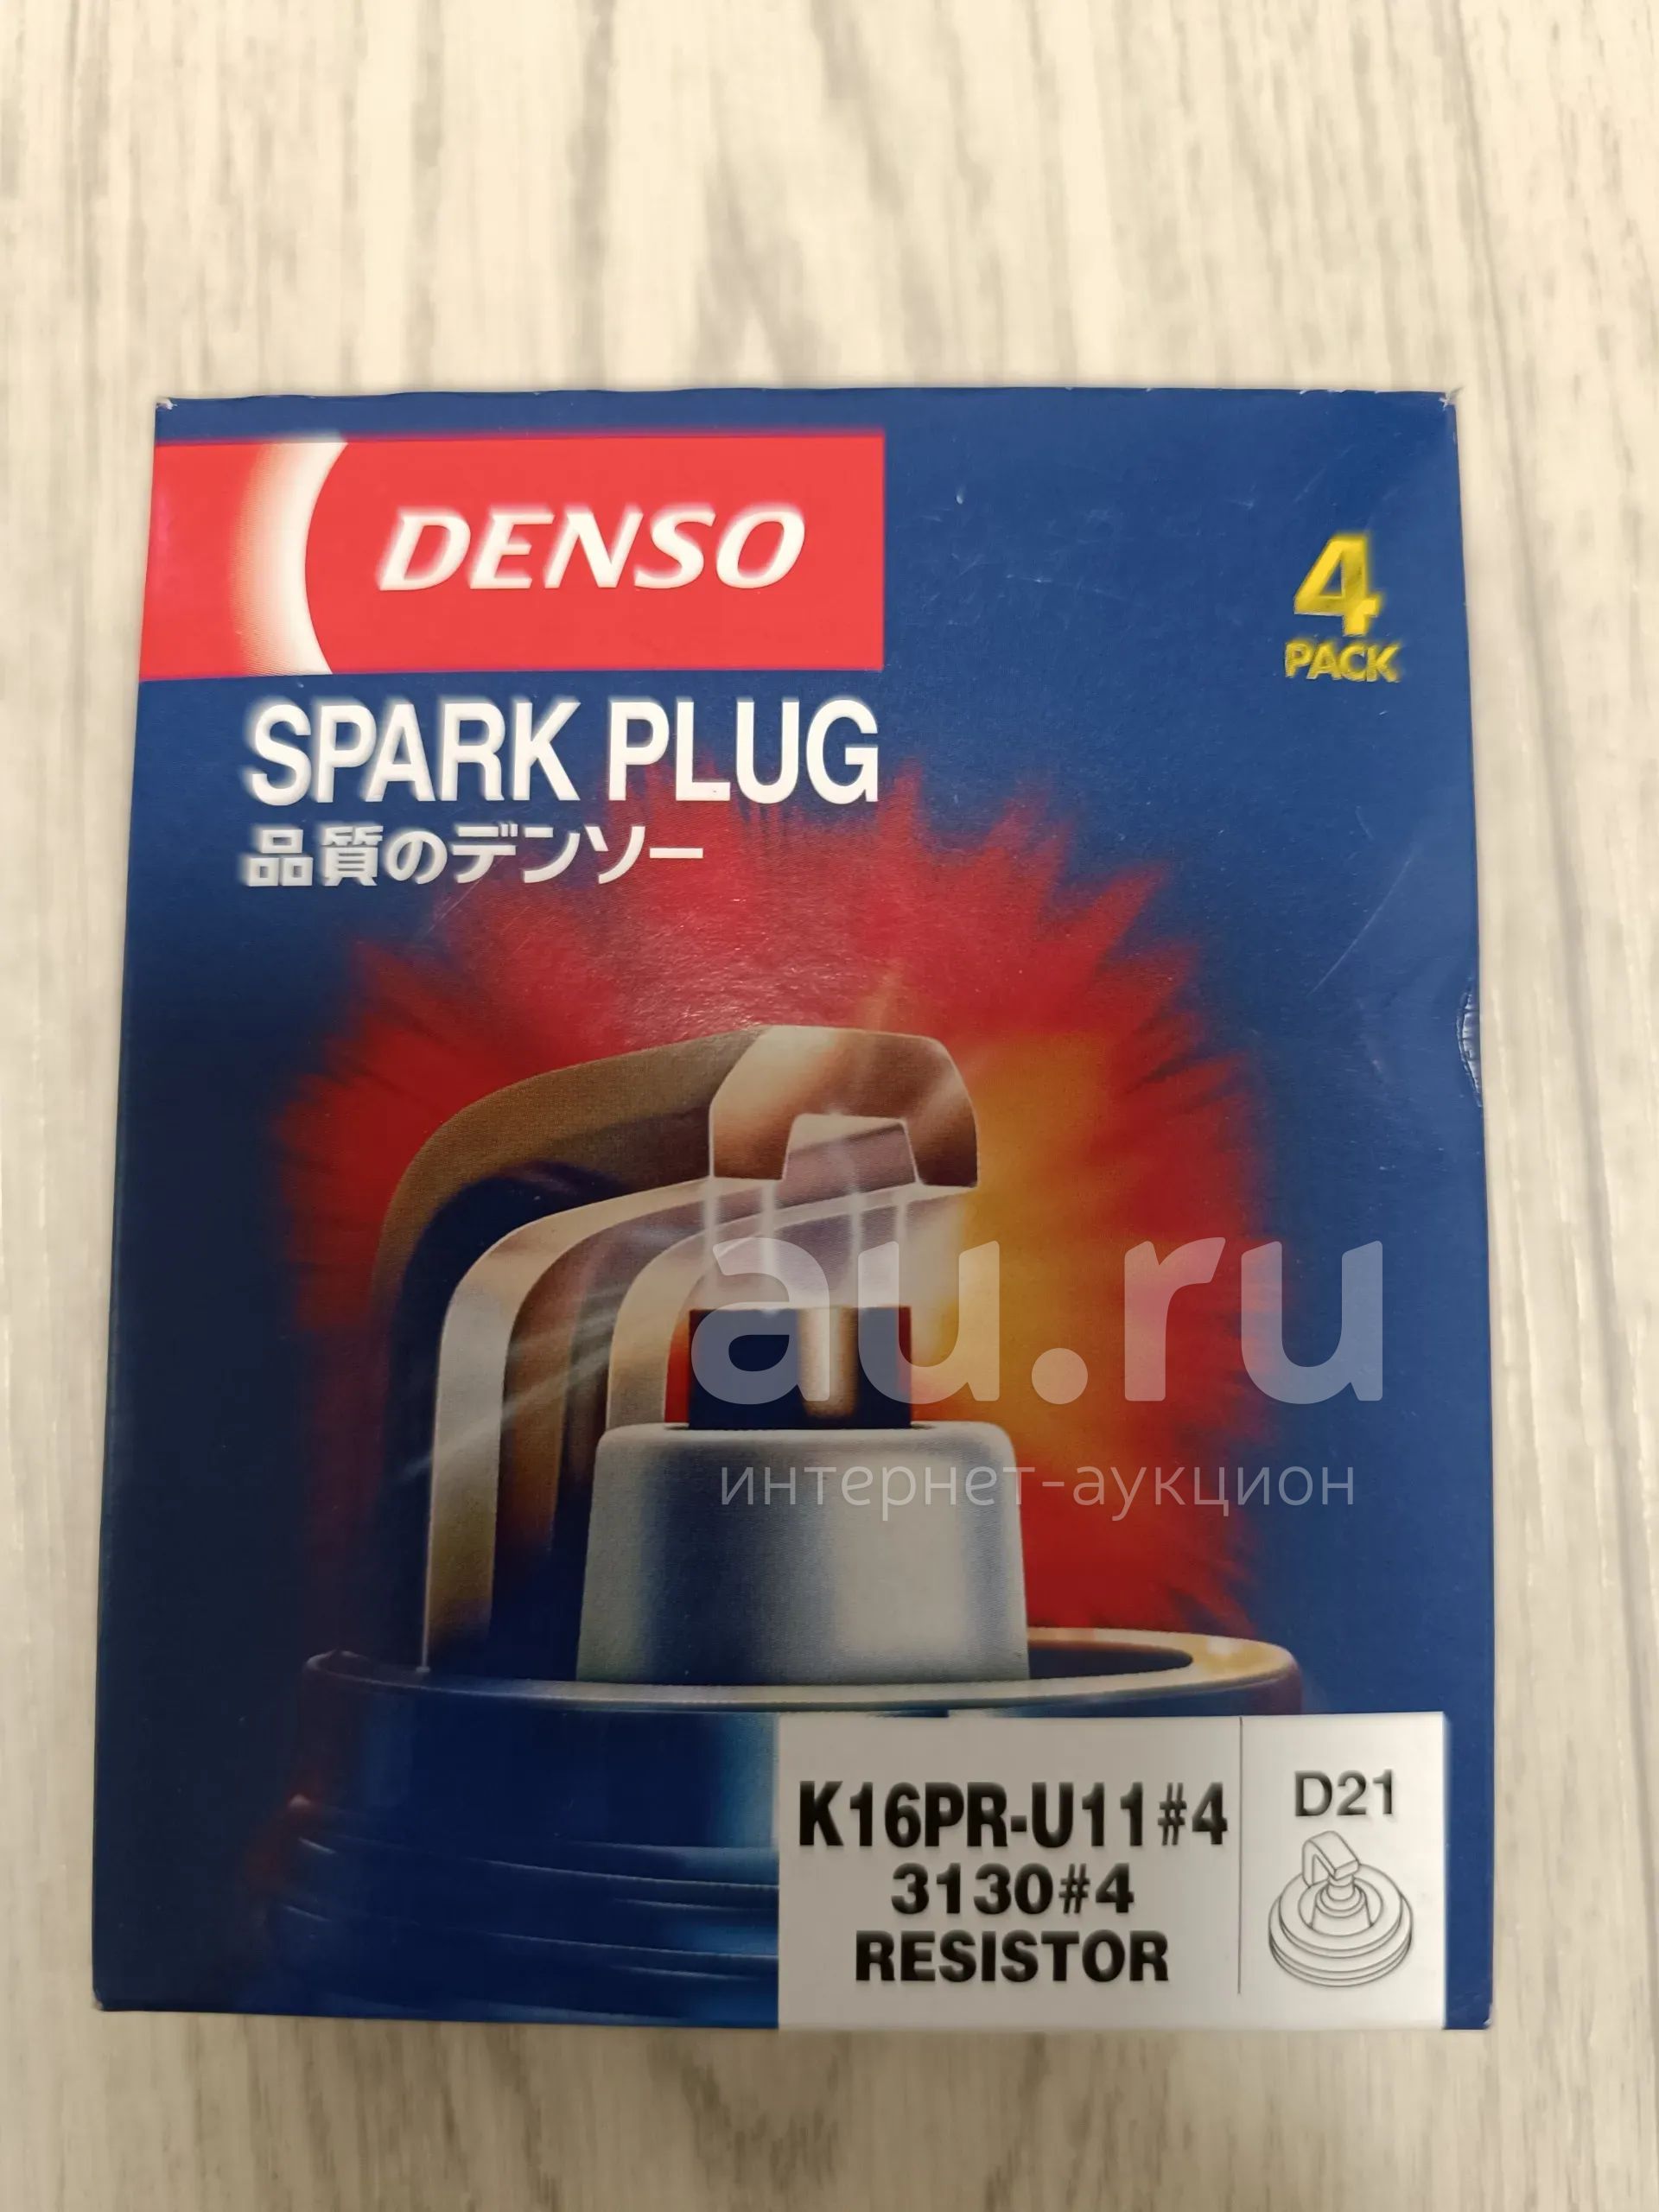 DENSO
4
PACK
SPARK PLUG
品質のデンソー
au.ru
интернет-аукцион
K16PR-U11#4
3130#4
RESISTOR
D21